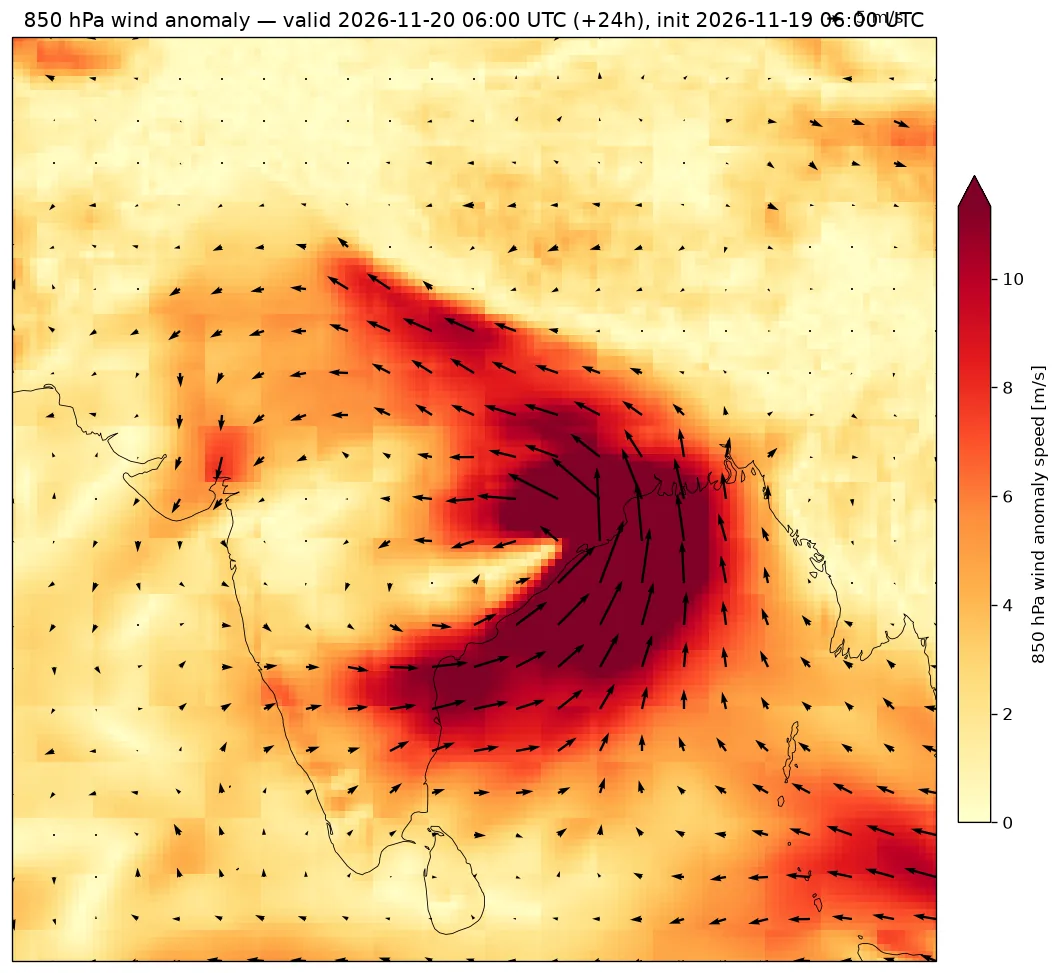 850 hPa wind anomaly — valid 2026-11-20 06:00 UTC (+24h), init 2026-11-19 06:00 UTC
5 m/s
10
8
6
4
2
0
850 hPa wind anomaly speed [m/s]